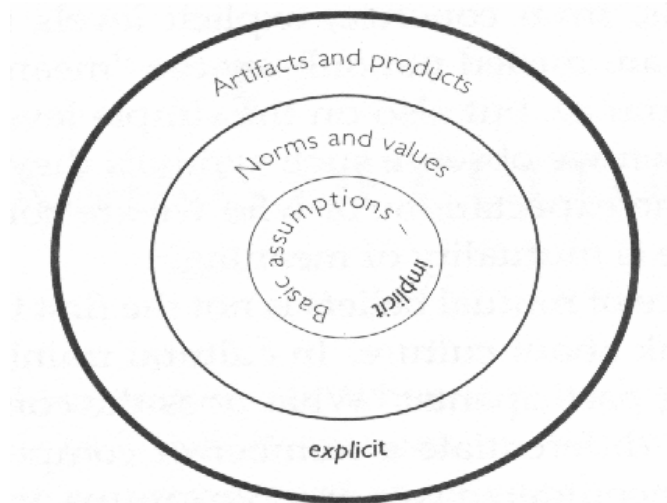 Artifacts and products
Norms and values
Basic assumptions –
implicit
explicit